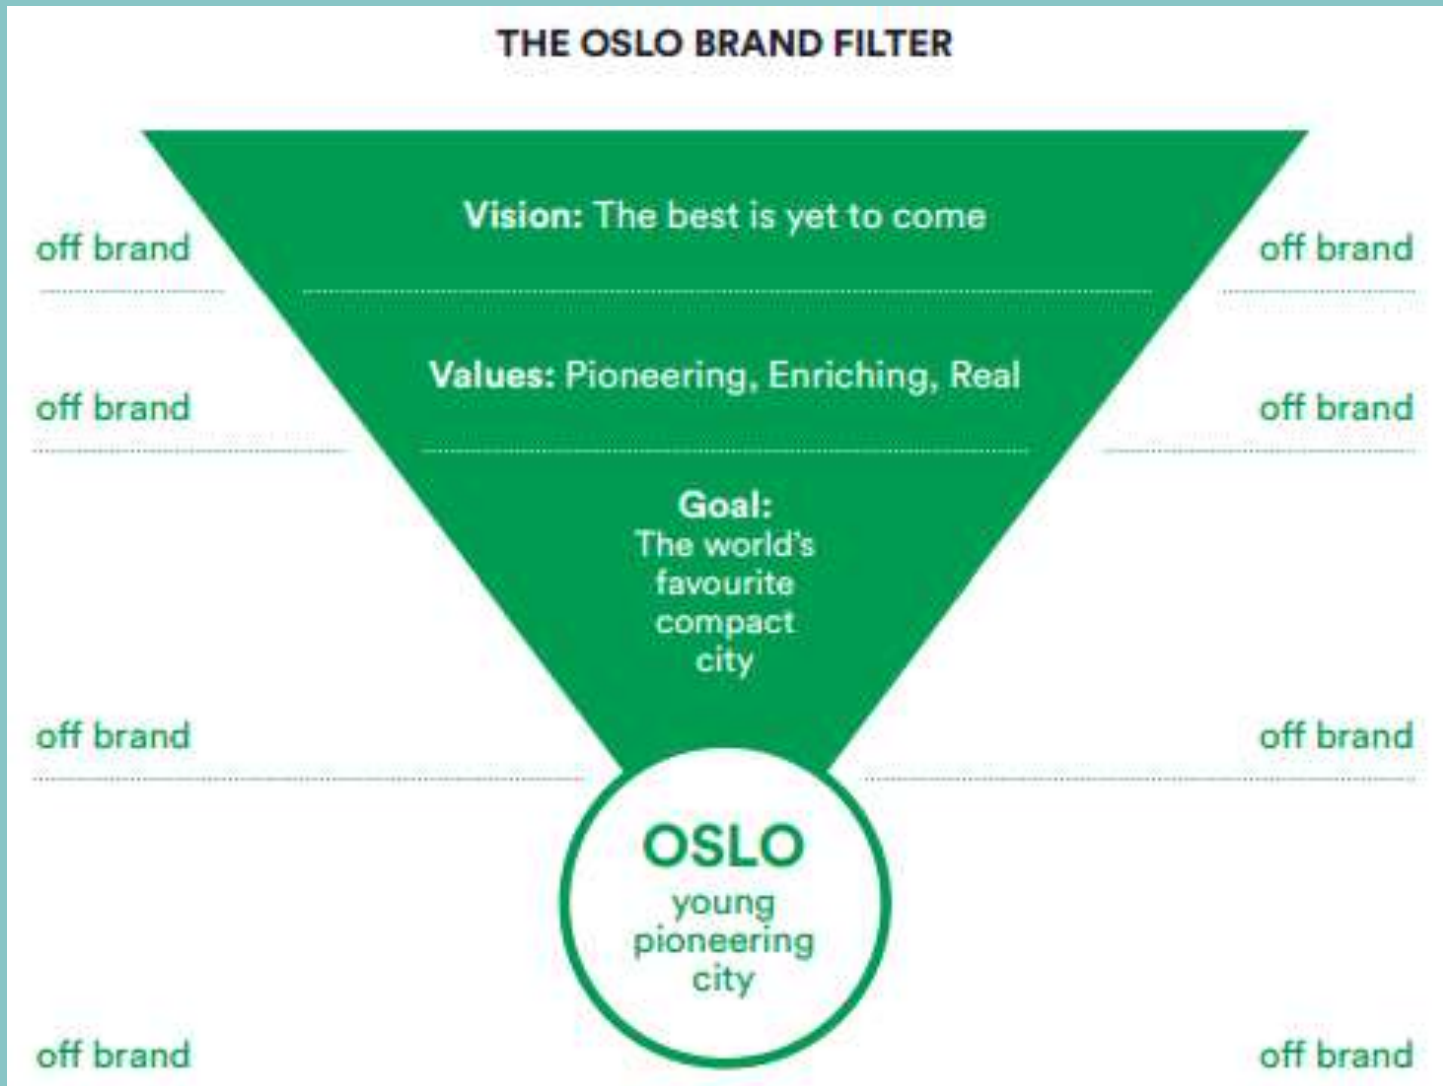 THE OSLO BRAND FILTER
Vision: The best is yet to come
off brand
off brand
Values: Pioneering, Enriching, Real
off brand
off brand
Goal:
The world's
favourite
compact
city
off brand
off brand
OSLO
young
pioneering
city
off brand
off brand